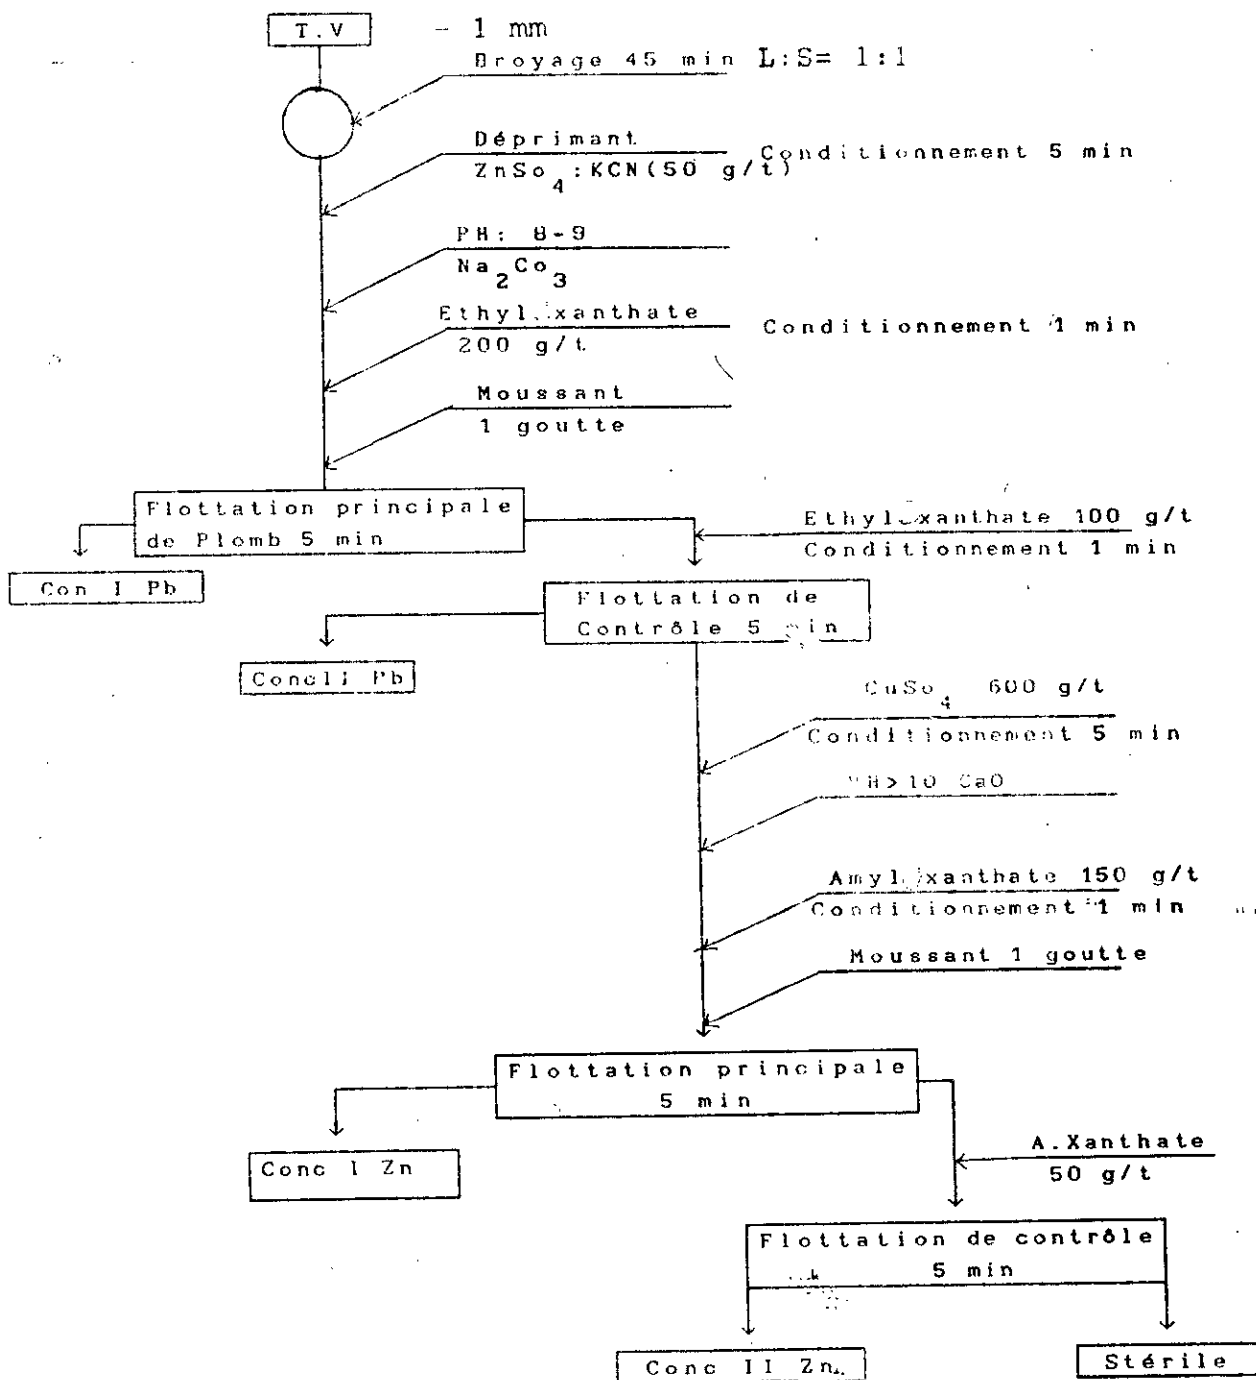 T.V - 1 mm
Broyage 45 min L:S= 1:1
Déprimant
Conditionnement 5 min
ZnSo4:KCN(50 g/t)
PH: 8-9
Na2Co3
Ethyl.xanthate
Conditionnement 1 min
200 g/t
Moussant
1 goutte
Flottation principale
de Plomb 5 min
Ethyl.xanthate 100 g/t
Conditionnement 1 min
Con I Pb
Flottation de
Contrôle 5 min
ConcII Pb
CuSo4 600 g/t
Conditionnement 5 min
PH>10 CaO
Amyl.xanthate 150 g/t
Conditionnement 1 min
Moussant 1 goutte
Flottation principale
5 min
Conc I Zn
A.Xanthate
50 g/t
Flottation de contrôle
5 min
Conc II Zn.
Stérile